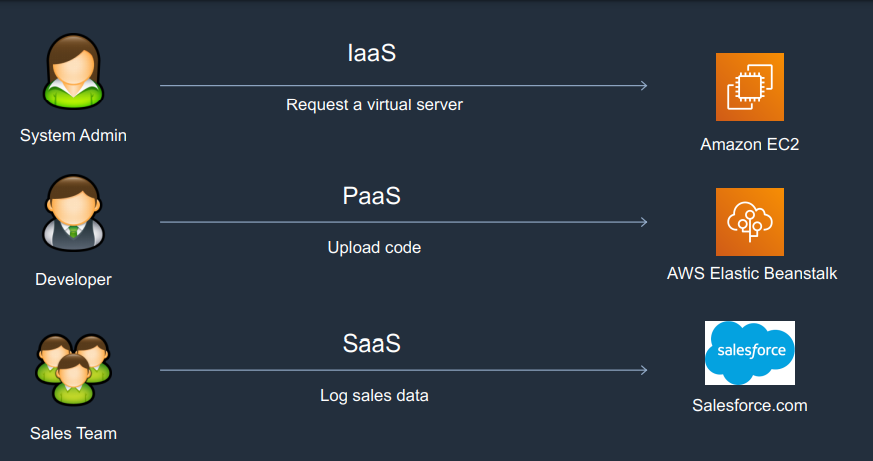 IaaS
Request a virtual server
System Admin
Amazon EC2
PaaS
Upload code
Developer
AWS Elastic Beanstalk
SaaS
salesforce
Log sales data
Salesforce.com
Sales Team